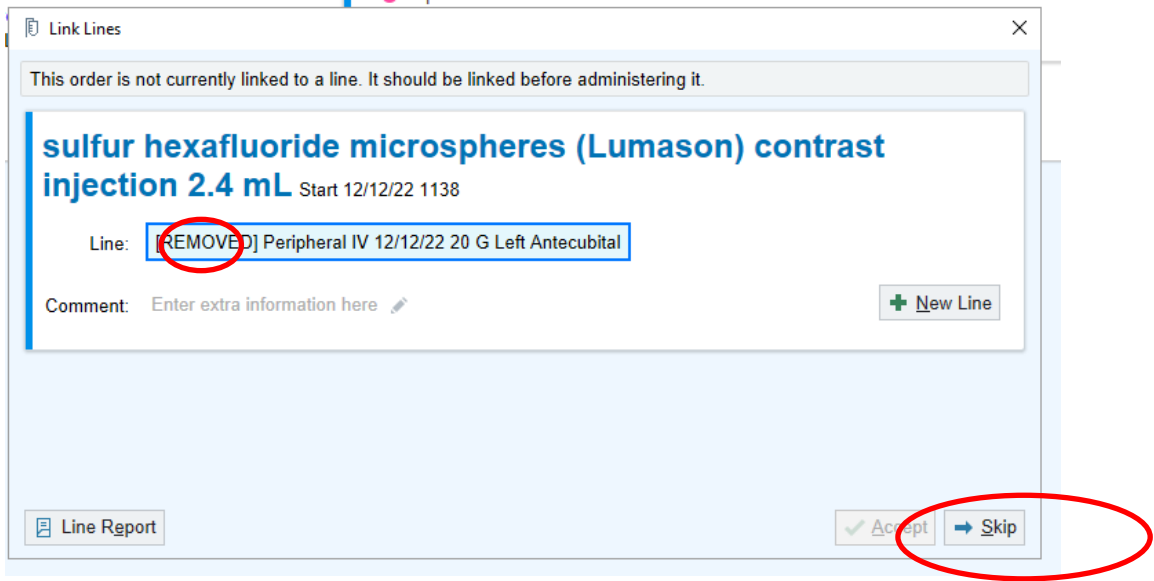 Link Lines
This order is not currently linked to a line. It should be linked before administering it.
sulfur hexafluoride microspheres (Lumason) contrast
injection 2.4 mL Start 12/12/22 1138
Line: [REMOVED] Peripheral IV 12/12/22 20 G Left Antecubital
Comment: Enter extra information here
New Line
Line Report
Accept
Skip